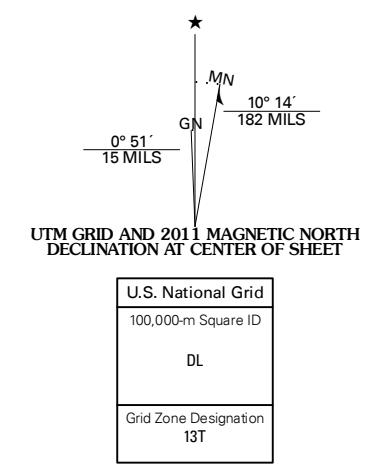 ★
MN
GN
10° 14´
182 MILS
0° 51´
15 MILS
UTM GRID AND 2011 MAGNETIC NORTH
DECLINATION AT CENTER OF SHEET
U.S. National Grid
100,000-m Square ID
DL
Grid Zone Designation
13T